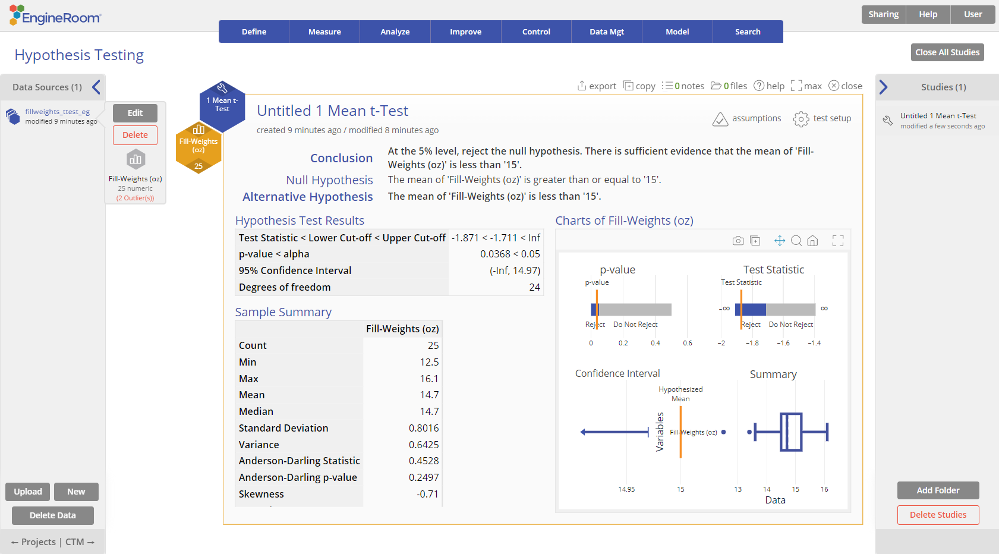 EngineRoom®
Sharing Help User
Define Measure Analyze Improve Control Data Mgt Model Search
Hypothesis Testing
Close All Studies
Data Sources (1)
fillweights_ttest_eg
modified 9 minutes ago
Edit
Delete
Fill-Weights (oz)
25 numeric
(2 Outlier(s))
1 Mean t-
Test
Fill-Weights
(oz)
25
export copy 0 notes 0 files help max close
Untitled 1 Mean t-Test
created 9 minutes ago / modified 8 minutes ago
assumptions test setup
Conclusion
At the 5% level, reject the null hypothesis. There is sufficient evidence that the mean of 'Fill-
Weights (oz)' is less than '15'.
Null Hypothesis The mean of 'Fill-Weights (oz)' is greater than or equal to '15'.
Alternative Hypothesis The mean of 'Fill-Weights (oz)' is less than '15'.
Hypothesis Test Results
Test Statistic < Lower Cut-off < Upper Cut-off -1.871 < -1.711 < Inf
p-value < alpha 0.0368 < 0.05
95% Confidence Interval (-Inf, 14.97)
Degrees of freedom 24
Sample Summary
Fill-Weights (oz)
Count 25
Min 12.5
Max 16.1
Mean 14.7
Median 14.7
Standard Deviation 0.8016
Variance 0.6425
Anderson-Darling Statistic 0.4528
Anderson-Darling p-value 0.2497
Skewness -0.71
Charts of Fill-Weights (oz)
p-value
p-value
Reject Do Not Reject
0 0.2 0.4 0.6
Test Statistic
Test Statistic
-∞ ∞
Reject Do Not Reject
−2 −1.8 −1.6 −1.4
Confidence Interval
Hypothesized
Mean
14.95 15
Summary
Variables
Fill-Weights (oz)
13 14 15 16
Data
Studies (1)
Untitled 1 Mean t-Test
modified a few seconds ago
Upload New
Delete Data
← Projects | CTM →
Add Folder
Delete Studies